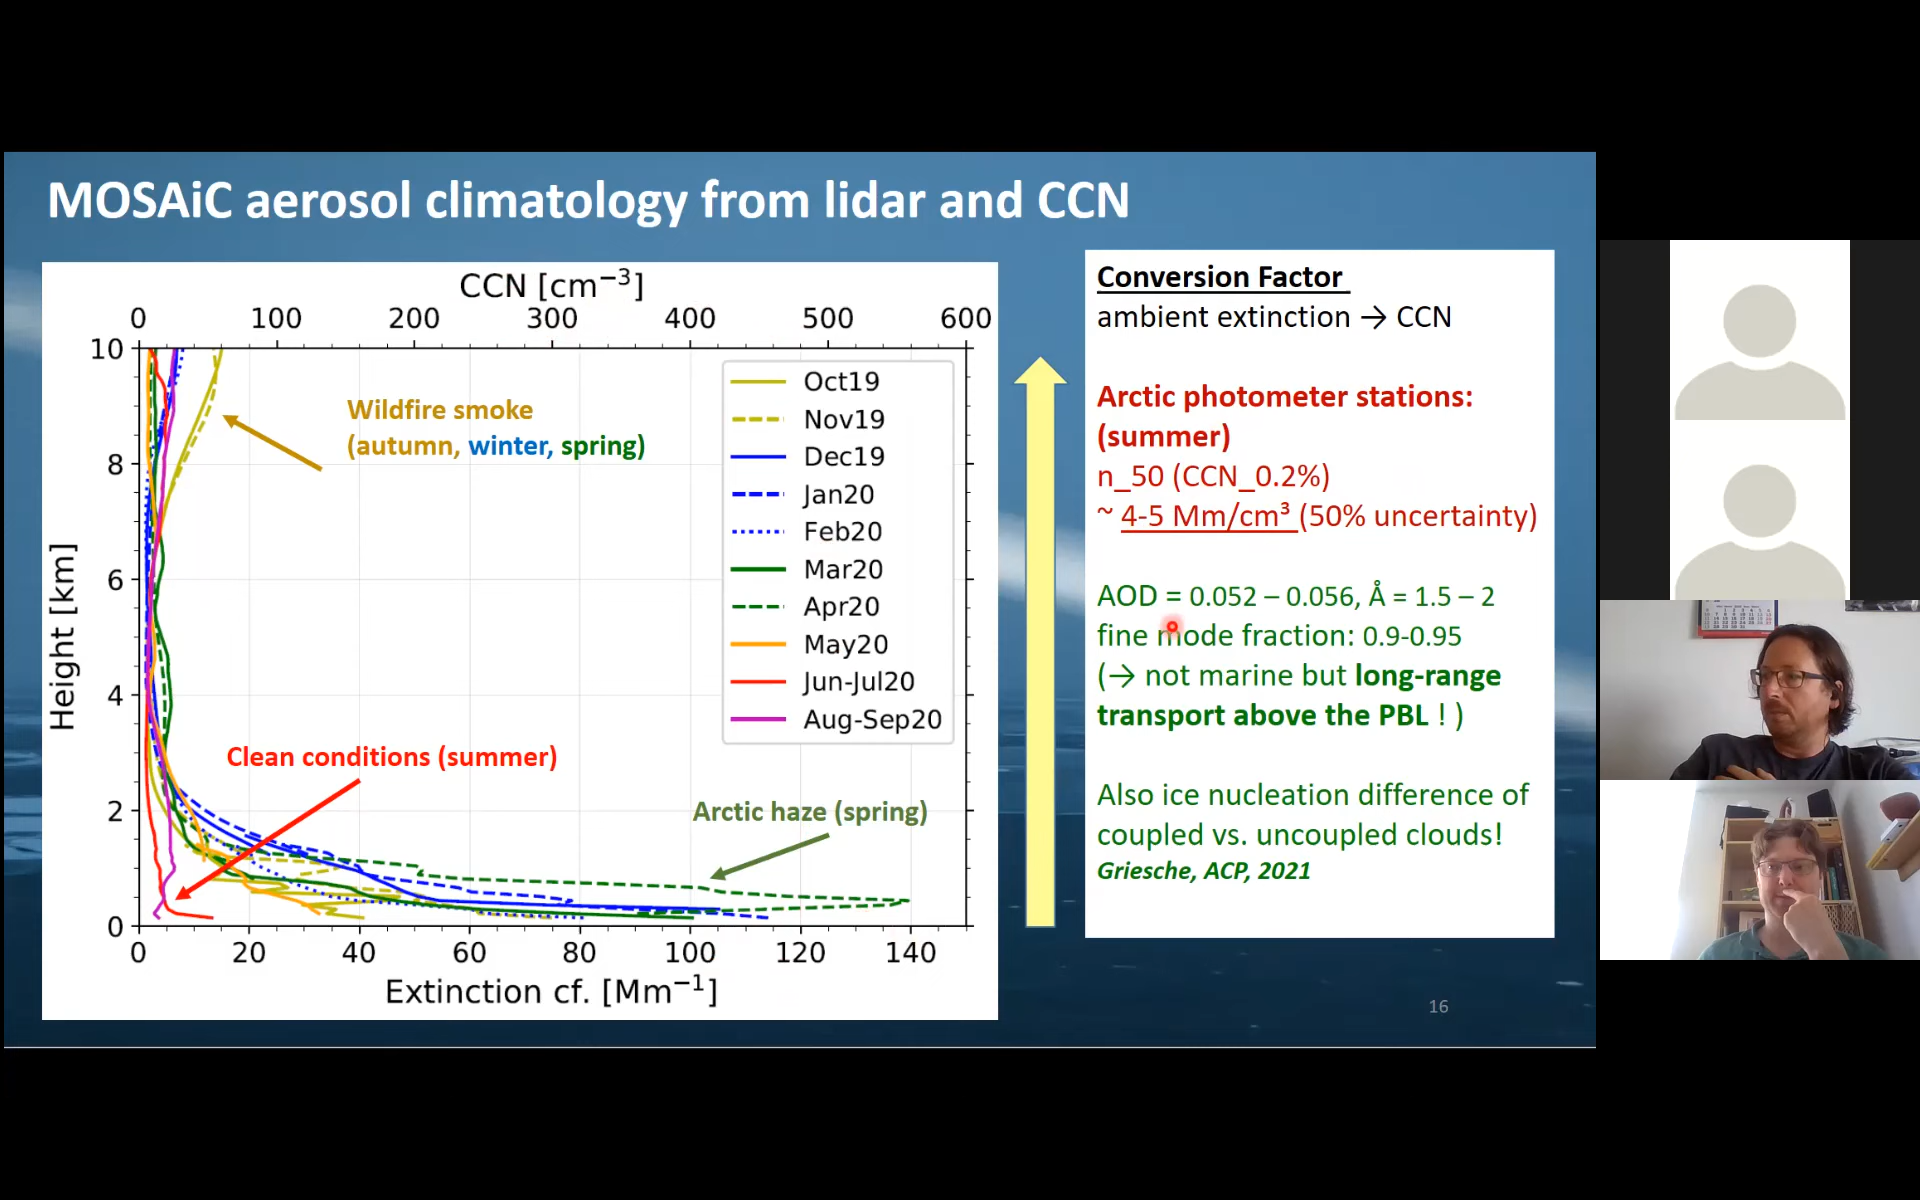 MOSAiC aerosol climatology from lidar and CCN
CCN [cm⁻³]
0 100 200 300 400 500 600
10
8
6
4
2
0
Height [km]
0 20 40 60 80 100 120 140
Extinction cf. [Mm⁻¹]
Wildfire smoke
(autumn, winter, spring)
Clean conditions (summer)
Arctic haze (spring)
Oct19
Nov19
Dec19
Jan20
Feb20
Mar20
Apr20
May20
Jun-Jul20
Aug-Sep20
Conversion Factor
ambient extinction → CCN
Arctic photometer stations:
(summer)
n_50 (CCN_0.2%)
~ 4-5 Mm/cm³ (50% uncertainty)
AOD = 0.052 – 0.056, Å = 1.5 – 2
fine mode fraction: 0.9-0.95
(→ not marine but long-range
transport above the PBL ! )
Also ice nucleation difference of
coupled vs. uncoupled clouds!
Griesche, ACP, 2021
16